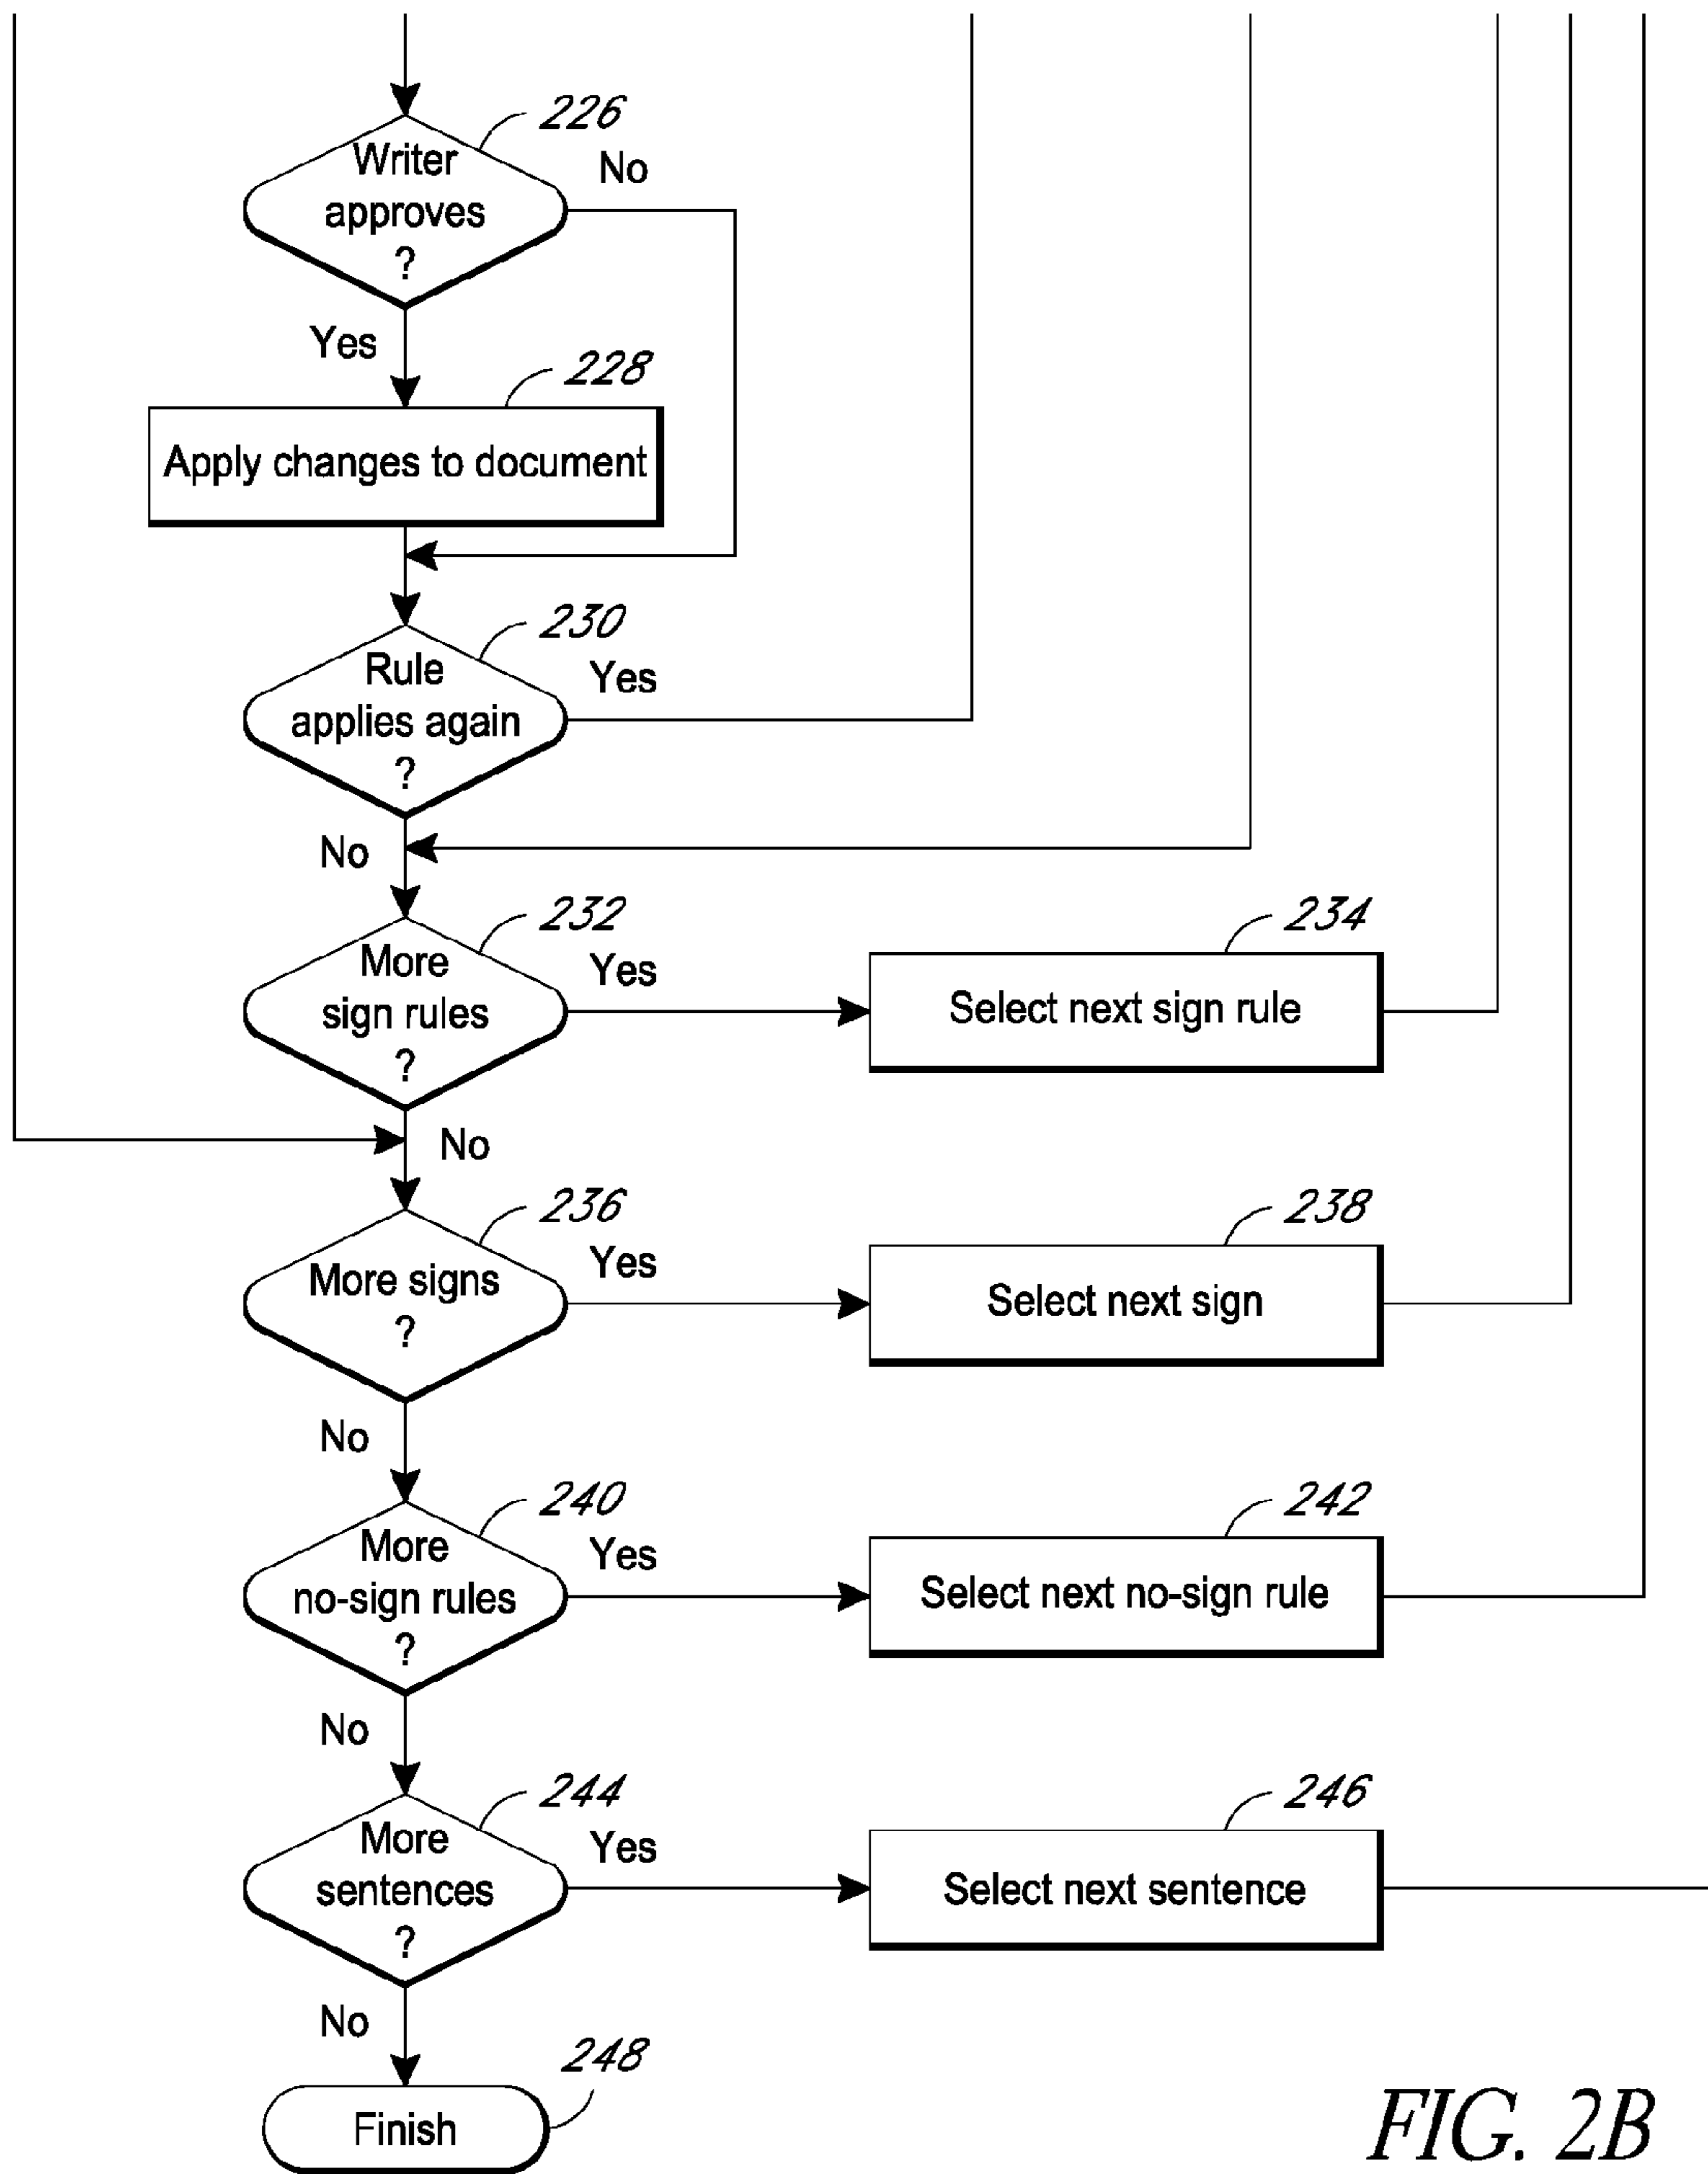 226
Writer
approves
?
No
Yes
228
Apply changes to document
230
Rule
applies again
?
Yes
No
232
More
sign rules
?
Yes
234
Select next sign rule
No
236
More signs
?
Yes
238
Select next sign
No
240
More
no-sign rules
?
Yes
242
Select next no-sign rule
No
244
More
sentences
?
Yes
246
Select next sentence
No
248
Finish
FIG. 2B